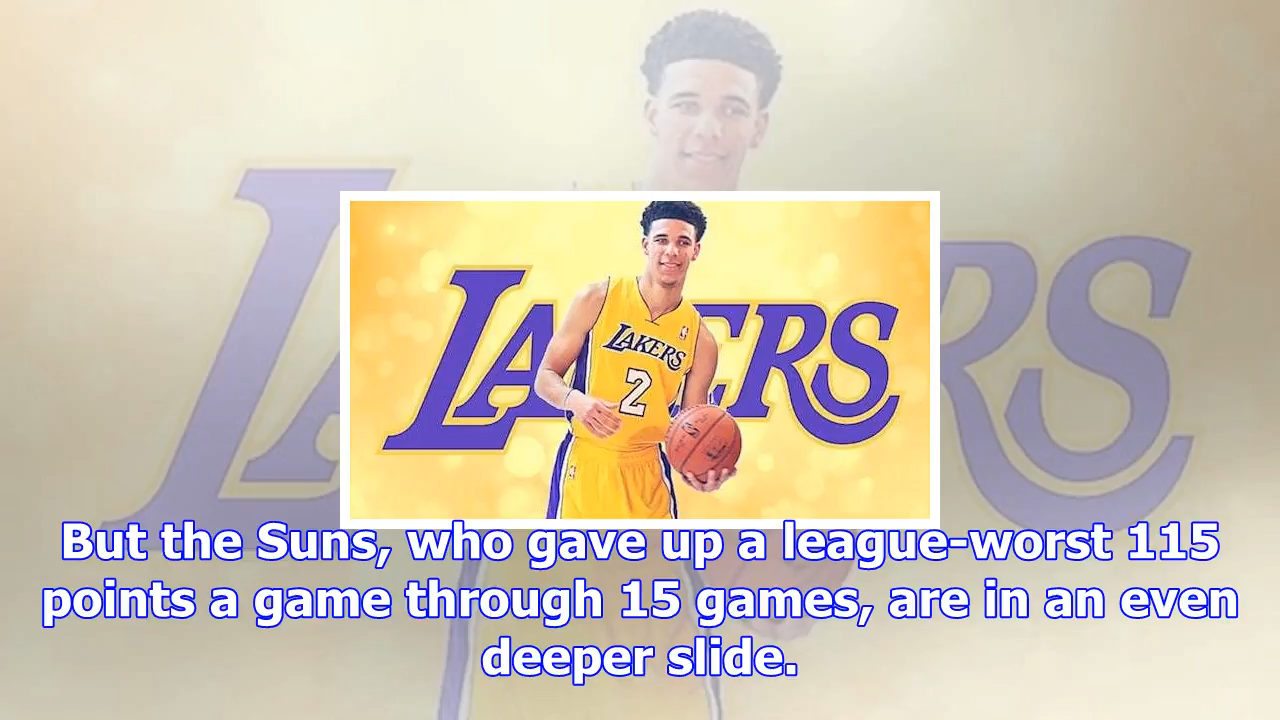 LAKERS
LAKERS
2
But the Suns, who gave up a league-worst 115
points a game through 15 games, are in an even
deeper slide.